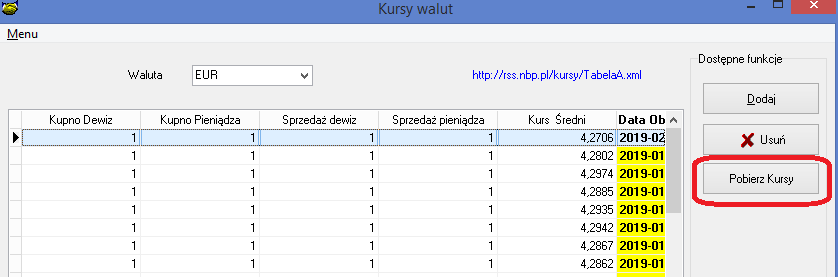 Kursy walut
Menu
Dostępne funkcje
Waluta EUR http://rss.nbp.pl/kursy/TabelaA.xml
Dodaj
Usuń
Pobierz Kursy
Kupno Dewiz Kupno Pieniądza Sprzedaż dewiz Sprzedaż pieniądza Kurs Średni Data Ob
1 1 1 1 4,2706 2019-02
1 1 1 1 4,2802 2019-01
1 1 1 1 4,2974 2019-01
1 1 1 1 4,2885 2019-01
1 1 1 1 4,2935 2019-01
1 1 1 1 4,2942 2019-01
1 1 1 1 4,2867 2019-01
1 1 1 1 4,2862 2019-01